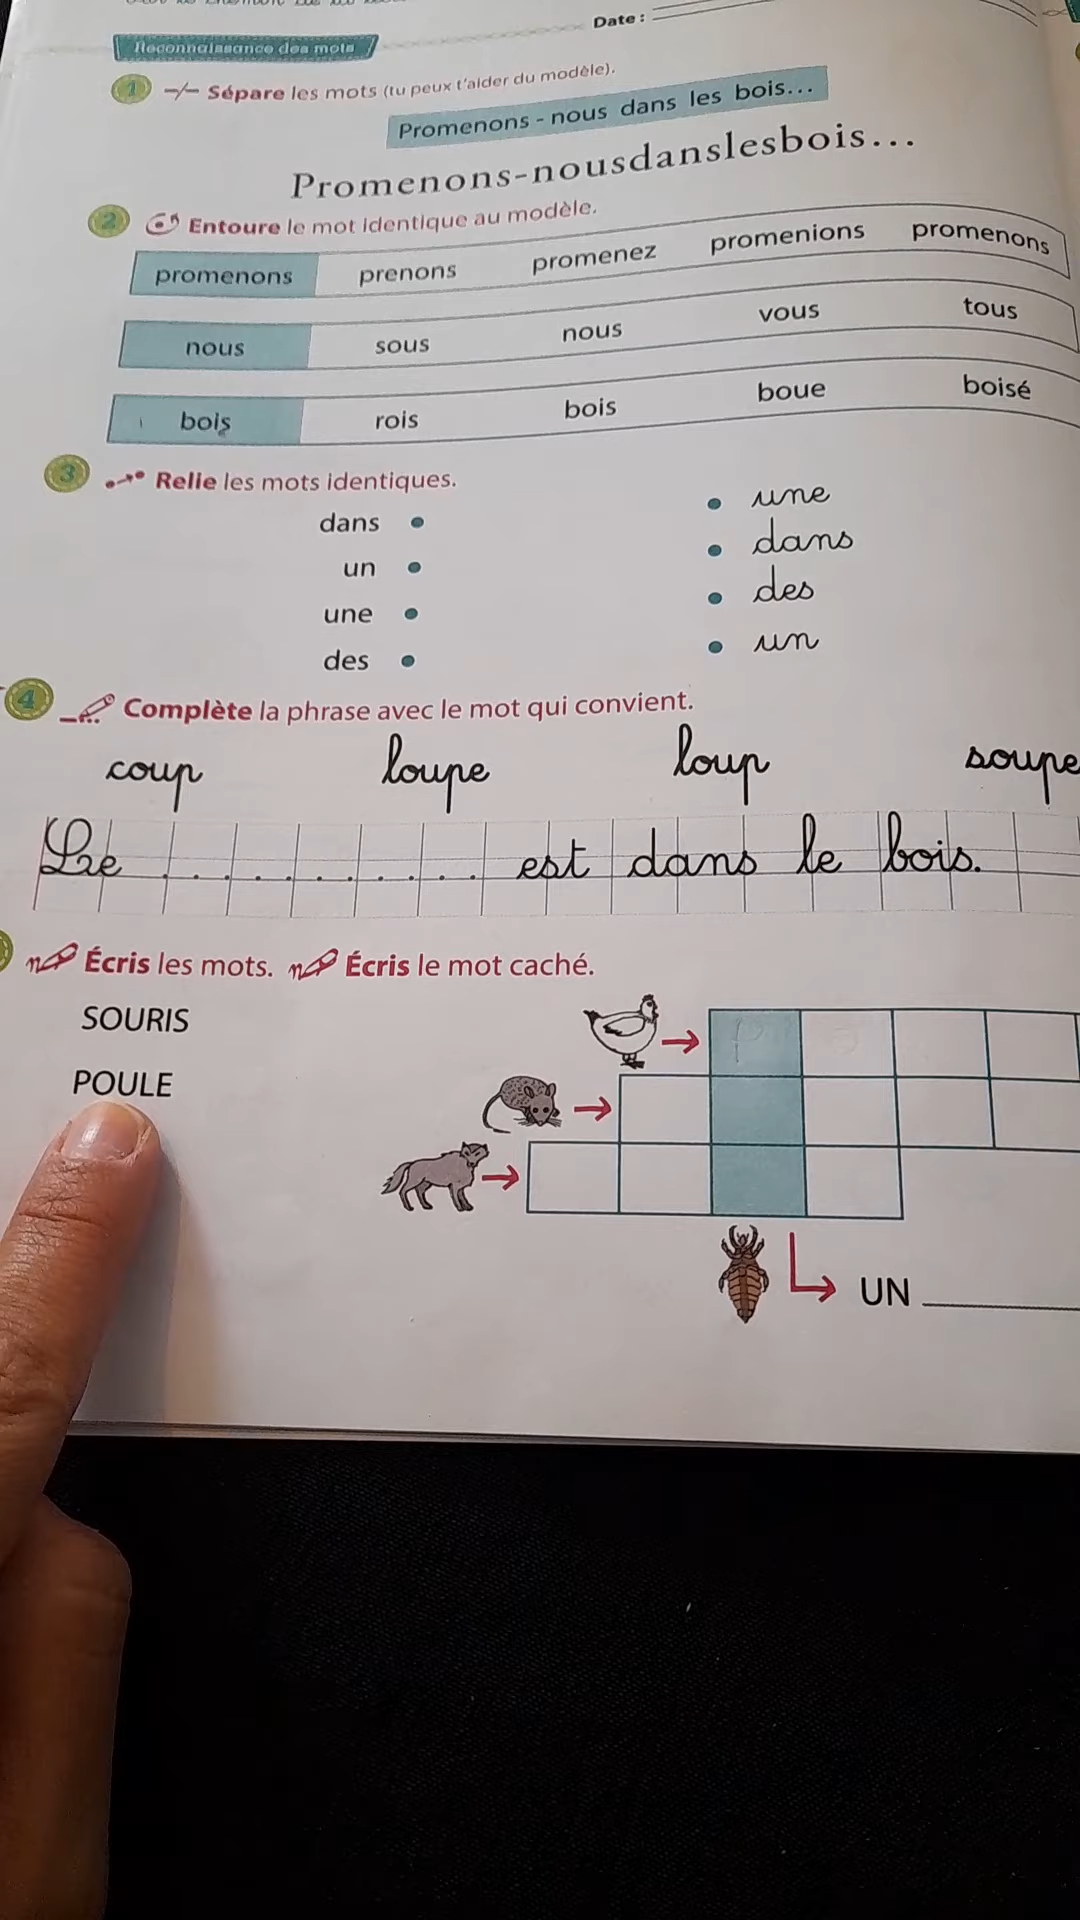 Date :
Reconnaissance des mots
1 Sépare les mots (tu peux t'aider du modèle).
Promenons - nous dans les bois...
Promenons-nousdanslesbois...
2 Entoure le mot identique au modèle.
promenons prenons promenez promenions promenons
nous sous nous vous tous
bois rois bois boue boisé
3 Relie les mots identiques.
dans • • une
un • • dans
une • • des
des • • un
4 Complète la phrase avec le mot qui convient.
coup loupe loup soupe
Le ........... est dans le bois.
Écris les mots. Écris le mot caché.
SOURIS
POULE
UN